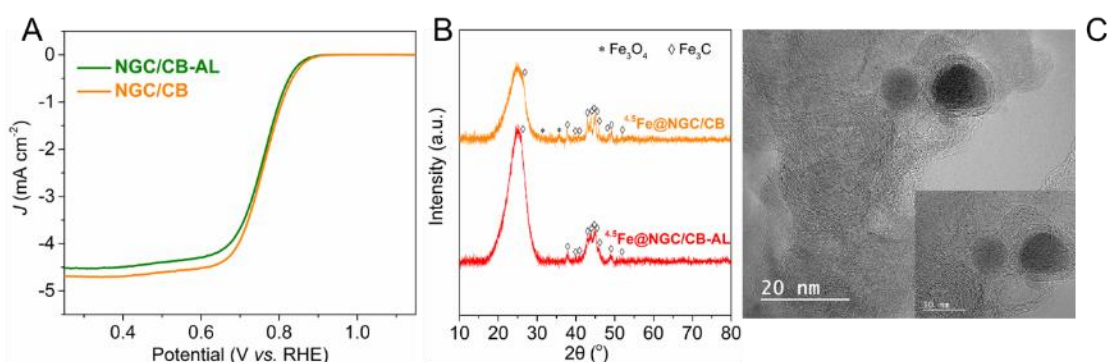 A
NGC/CB-AL
NGC/CB
0
-1
-2
-3
-4
-5
J (mA cm⁻²)
0.4 0.6 0.8 1.0
Potential (V vs. RHE)
B
* Fe₃O₄ ◊ Fe₃C
⁴·⁵Fe@NGC/CB
⁴·⁵Fe@NGC/CB-AL
Intensity (a.u.)
10 20 30 40 50 60 70 80
2θ (°)
C
20 nm
10 nm